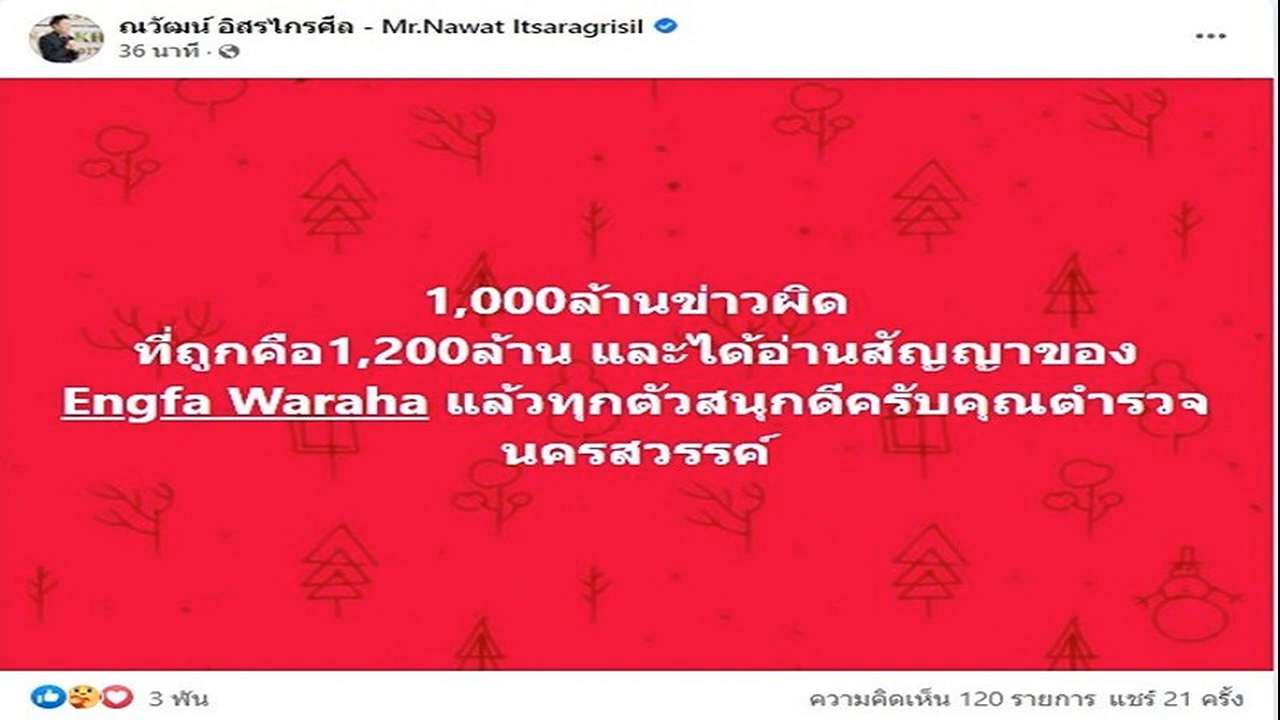 ณวัฒน์ อิสรไกรศีล - Mr.Nawat Itsaragrisil
36 นาที ·
1,000ล้านข่าวผิด
ที่ถูกคือ1,200ล้าน และได้อ่านสัญญาของ
Engfa Waraha แล้วทุกตัวสนุกดีครับคุณตำรวจ
นครสวรรค์
3 พัน ความคิดเห็น 120 รายการ แชร์ 21 ครั้ง